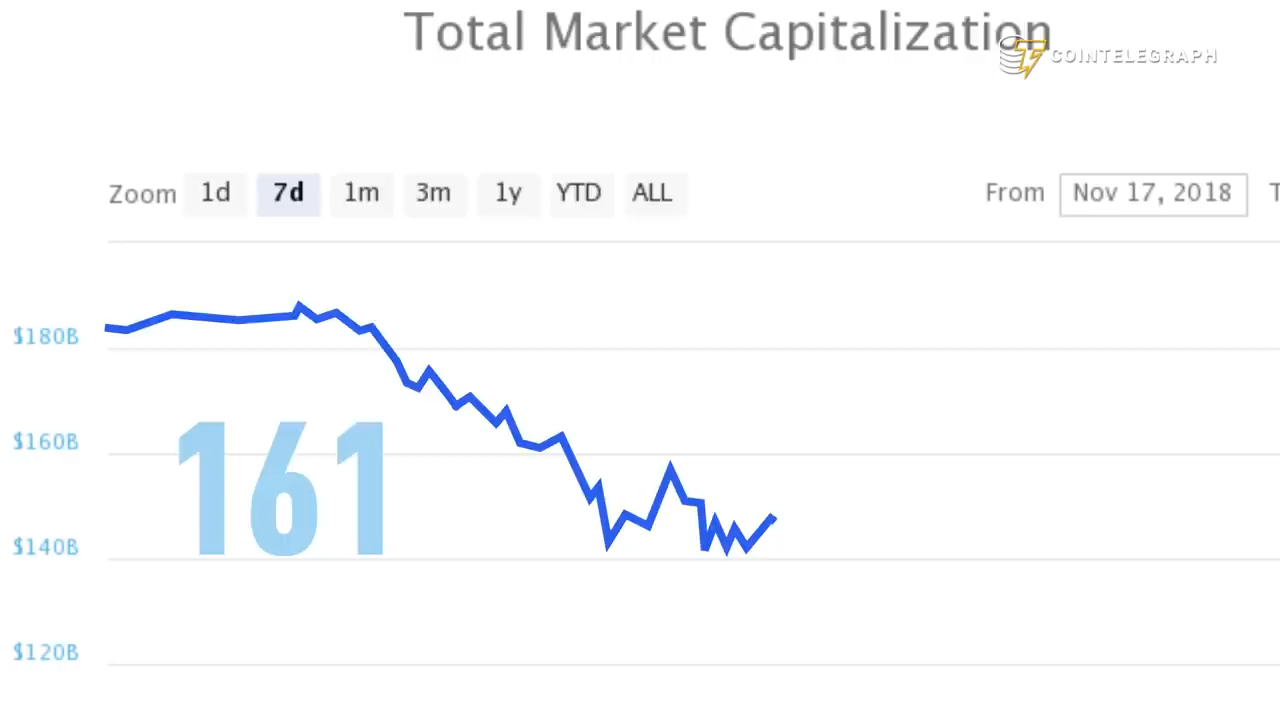 Total Market Capitalization
COINTELEGRAPH
Zoom 1d 7d 1m 3m 1y YTD ALL From Nov 17, 2018 T
$180B
161
$160B
$140B
$120B